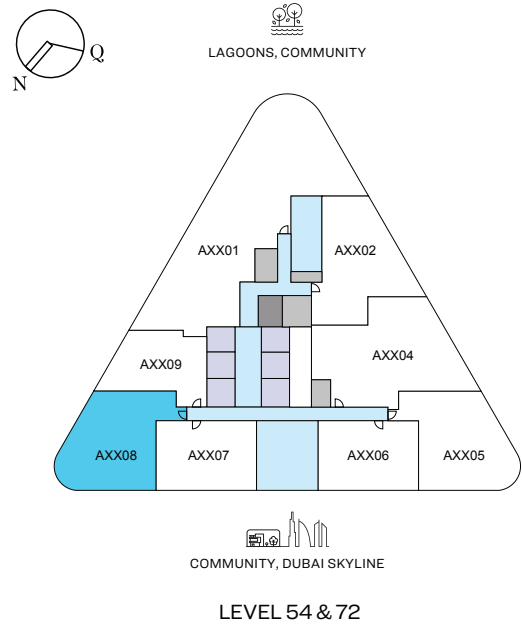 Q
N
LAGOONS, COMMUNITY
AXX01
AXX02
AXX09
AXX04
AXX08
AXX07
AXX06
AXX05
COMMUNITY, DUBAI SKYLINE
LEVEL 54 & 72